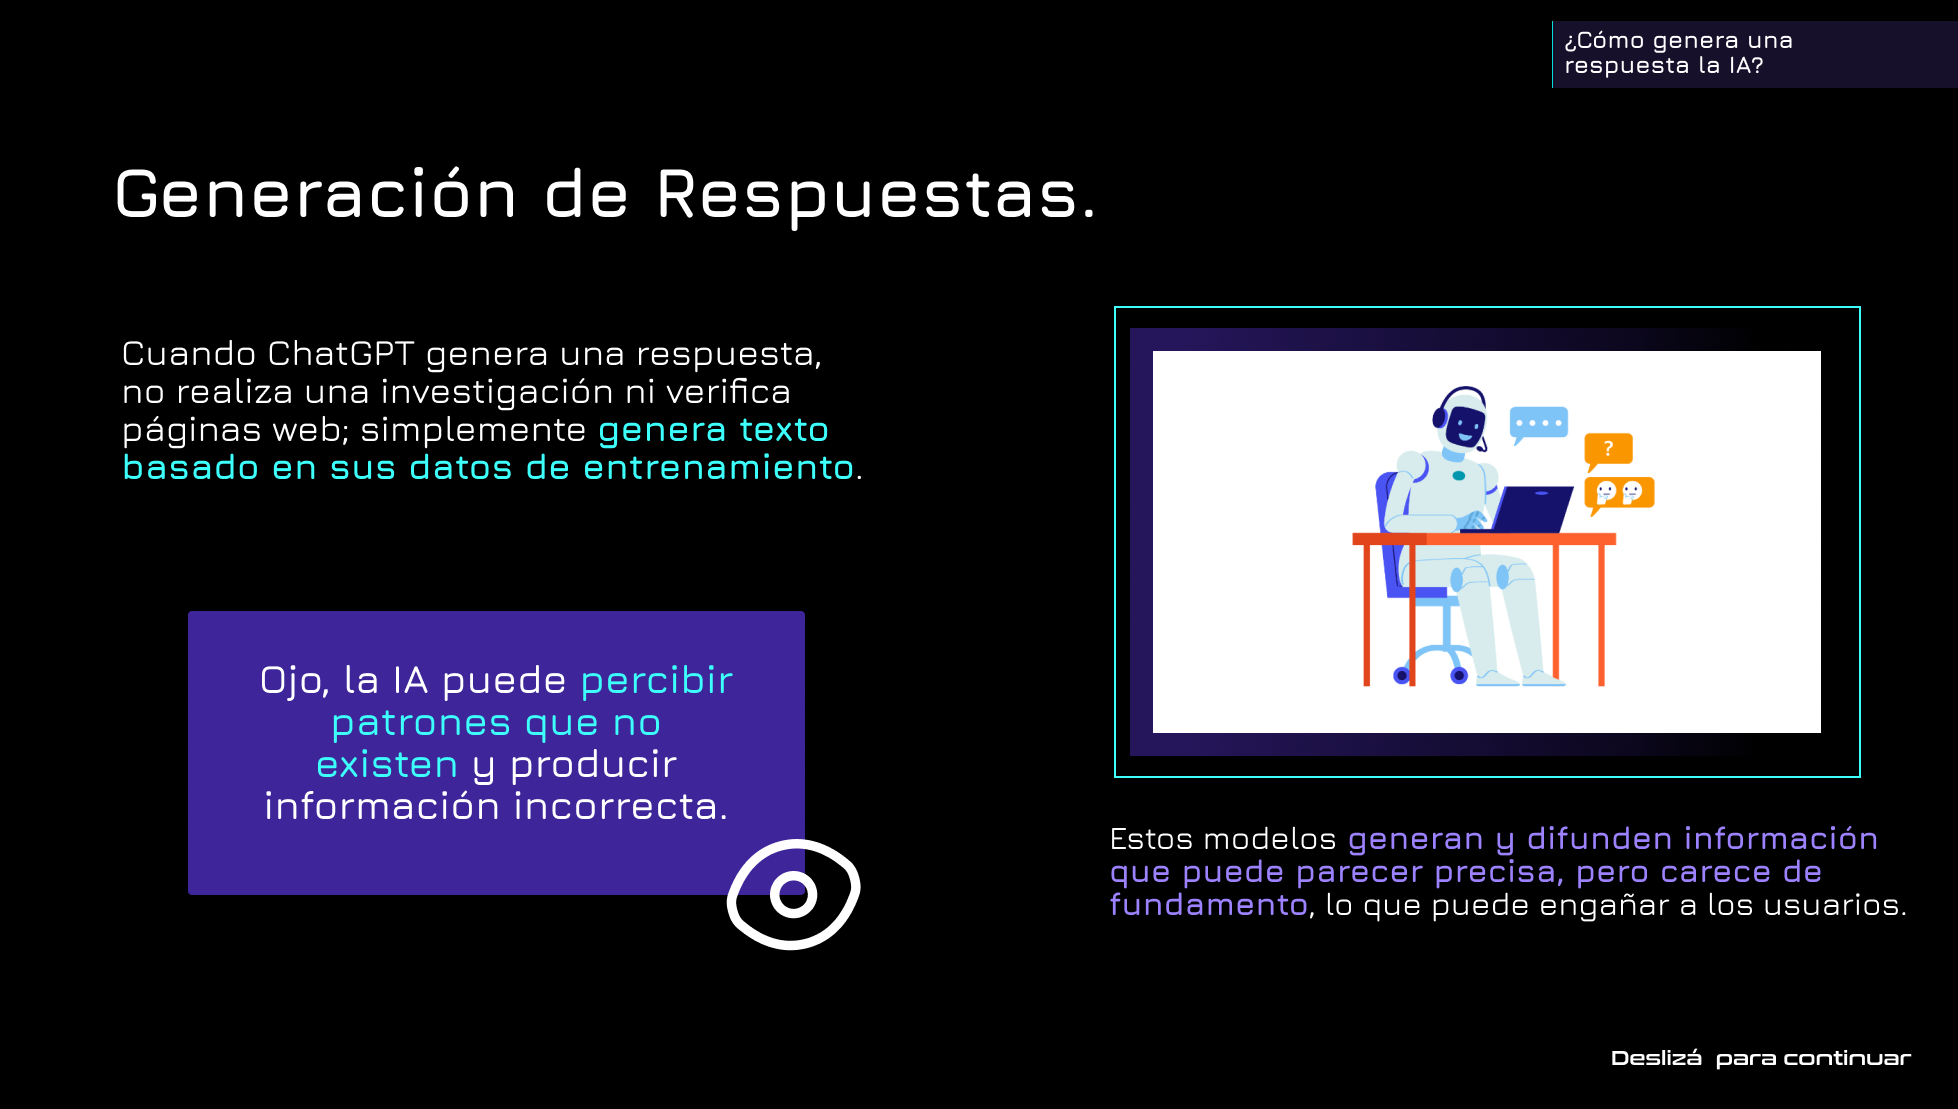 ¿Cómo genera una
respuesta la IA?
Generación de Respuestas.
Cuando ChatGPT genera una respuesta,
no realiza una investigación ni verifica
páginas web; simplemente genera texto
basado en sus datos de entrenamiento.
Ojo, la IA puede percibir
patrones que no
existen y producir
información incorrecta.
?
Estos modelos generan y difunden información
que puede parecer precisa, pero carece de
fundamento, lo que puede engañar a los usuarios.
Deslizá para continuar